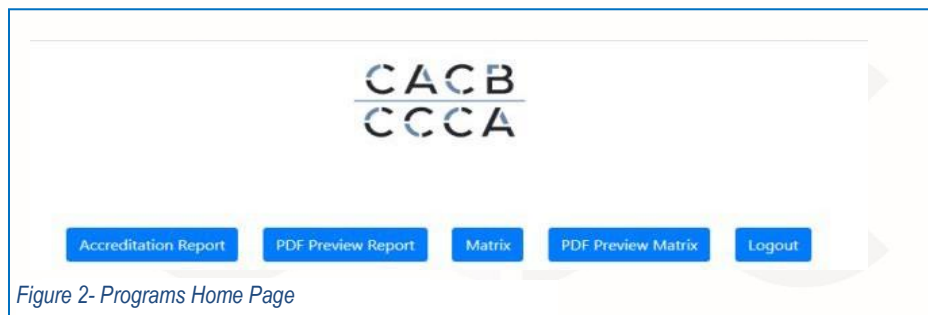 CACB
CCCA
Accreditation Report PDF Preview Report Matrix PDF Preview Matrix Logout
Figure 2- Programs Home Page